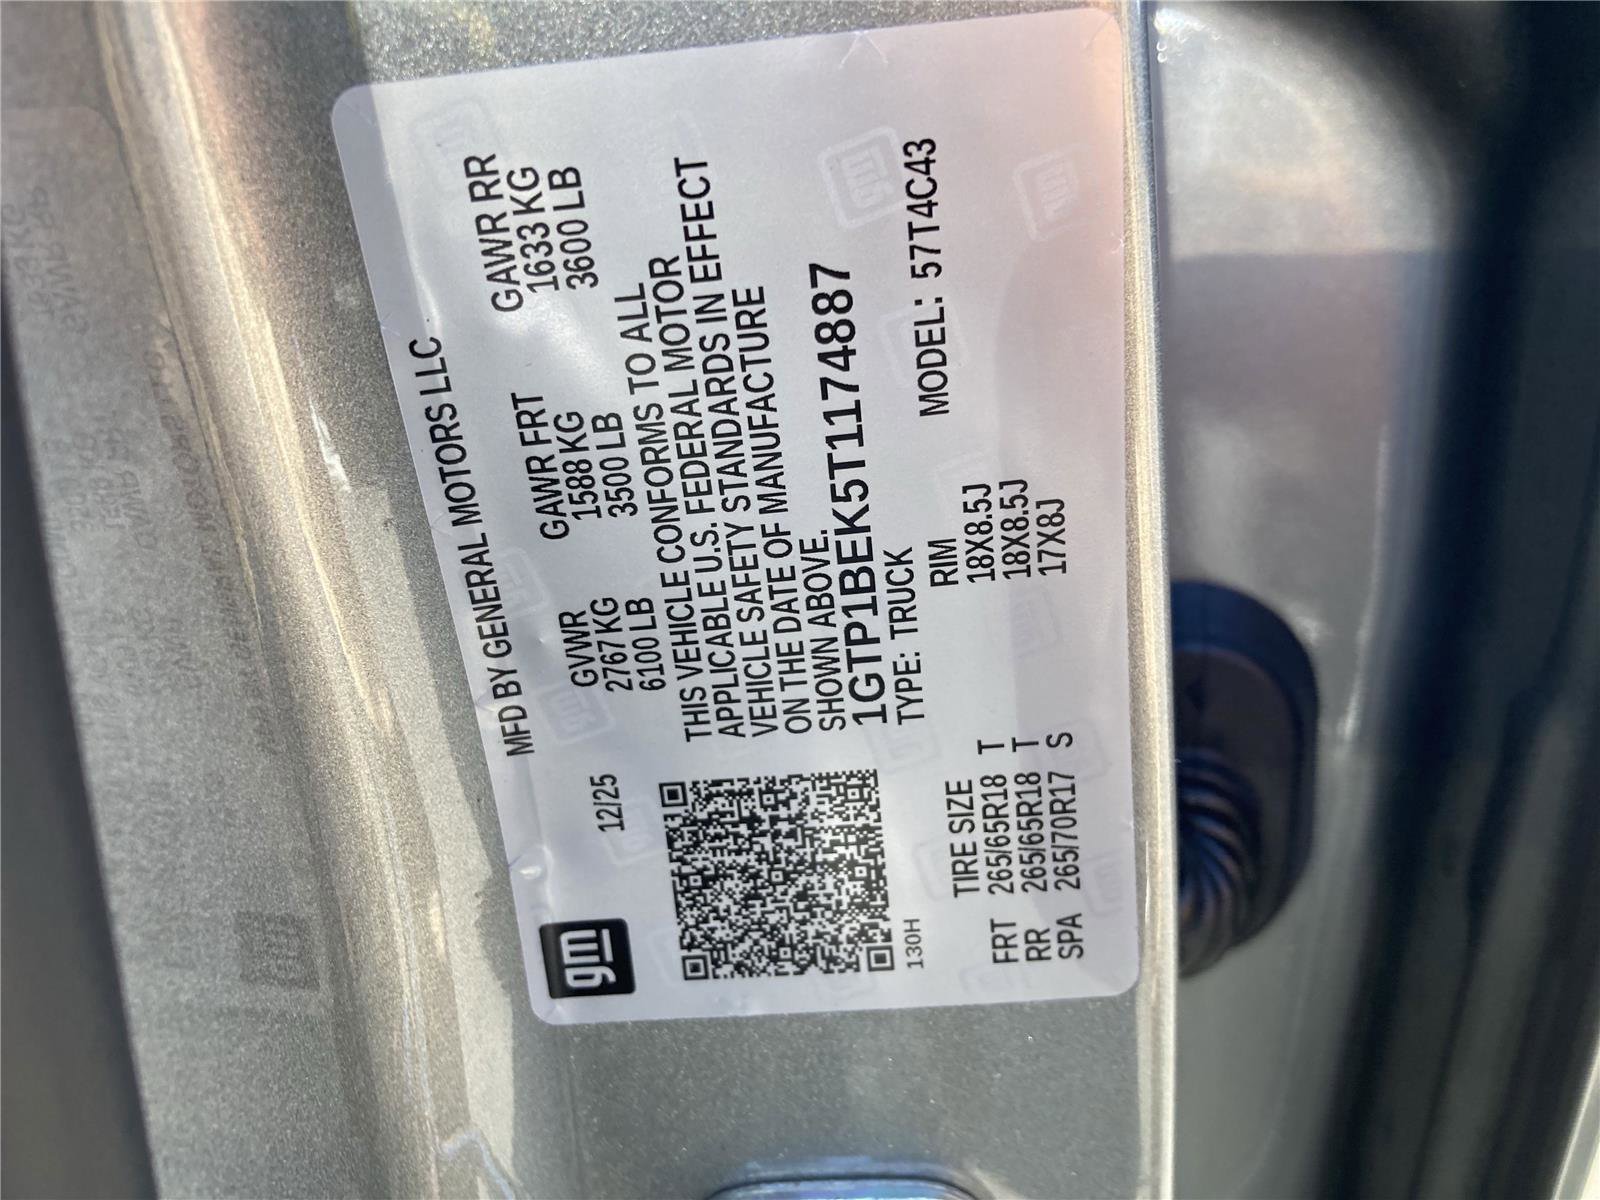 gm
MFD BY GENERAL MOTORS LLC
12/25
GVWR GAWR FRT GAWR RR
2767 KG 1588 KG 1633 KG
6100 LB 3500 LB 3600 LB
THIS VEHICLE CONFORMS TO ALL
APPLICABLE U.S. FEDERAL MOTOR
VEHICLE SAFETY STANDARDS IN EFFECT
ON THE DATE OF MANUFACTURE
SHOWN ABOVE.
1GTP1BEK5T1174887
TYPE: TRUCK MODEL: 57T4C43
130H
TIRE SIZE RIM
FRT 265/65R18 T 18X8.5J
RR 265/65R18 T 18X8.5J
SPA 265/70R17 S 17X8J